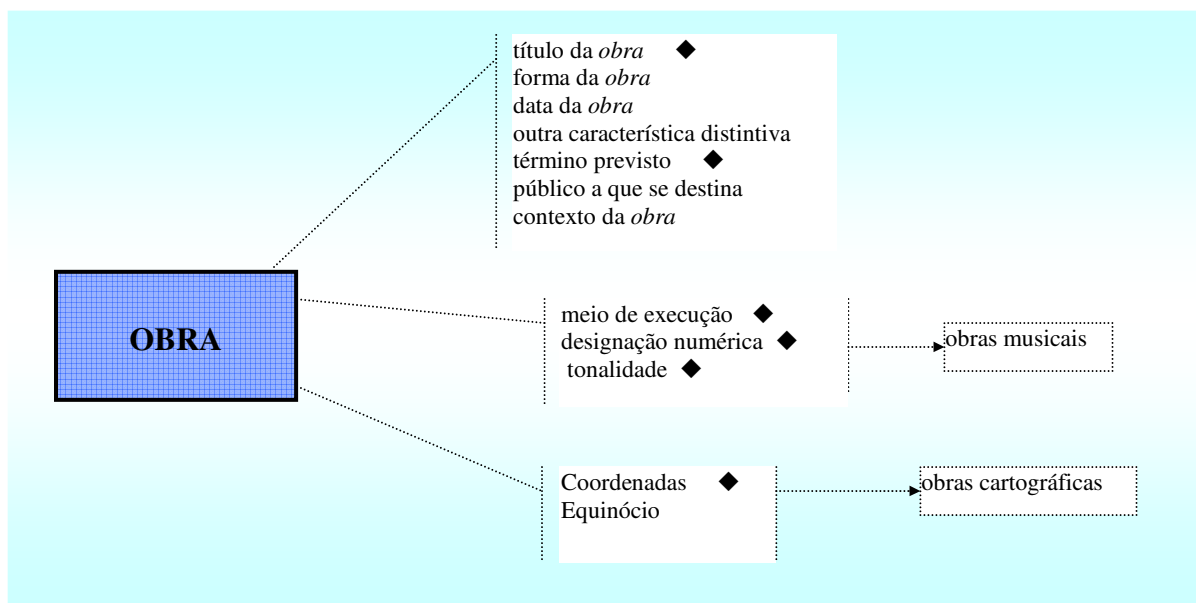 título da obra ◆
forma da obra
data da obra
outra característica distintiva
término previsto ◆
público a que se destina
contexto da obra
OBRA
meio de execução ◆
designação numérica ◆
tonalidade ◆
obras musicais
Coordenadas ◆
Equinócio
obras cartográficas